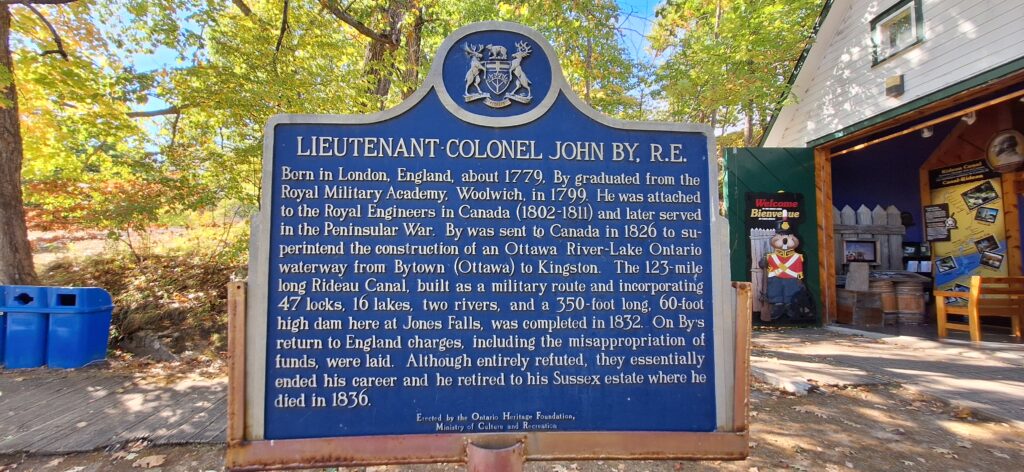 LIEUTENANT-COLONEL JOHN BY, R.E.
Born in London, England, about 1779, By graduated from the
Royal Military Academy, Woolwich, in 1799. He was attached
to the Royal Engineers in Canada (1802-1811) and later served
in the Peninsular War. By was sent to Canada in 1826 to su-
perintend the construction of an Ottawa River-Lake Ontario
waterway from Bytown (Ottawa) to Kingston. The 123-mile
long Rideau Canal, built as a military route and incorporating
47 locks, 16 lakes, two rivers, and a 350-foot long, 60-foot
high dam here at Jones Falls, was completed in 1832. On By's
return to England charges, including the misappropriation of
funds, were laid. Although entirely refuted, they essentially
ended his career and he retired to his Sussex estate where he
died in 1836.
Erected by the Ontario Heritage Foundation,
Ministry of Culture and Recreation
Welcome
Bienvenue
Rideau Canal
Canal-Rideau